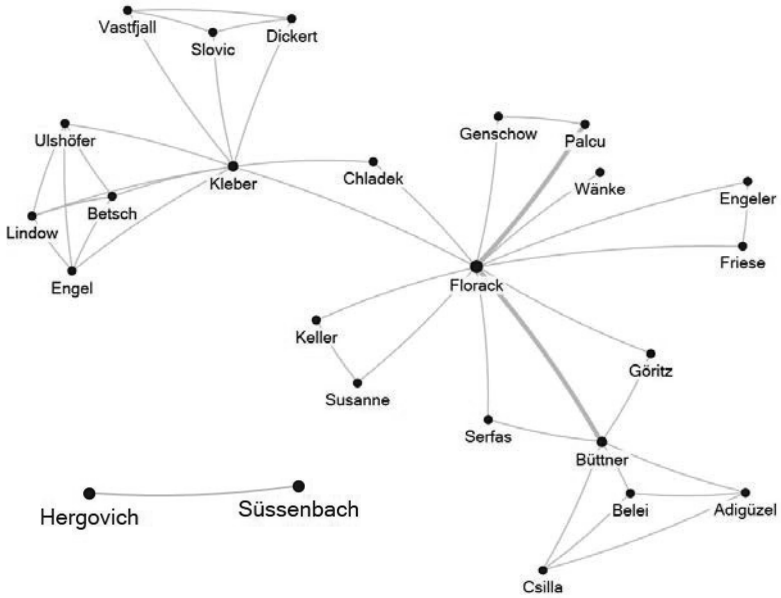 Vastfjall
Slovic
Dickert
Ulshöfer
Kleber
Betsch
Lindow
Engel
Chladek
Genschow
Palcu
Wänke
Engeler
Friese
Florack
Keller
Susanne
Göritz
Serfas
Büttner
Belei
Adigüzel
Csilla
Hergovich
Süssenbach